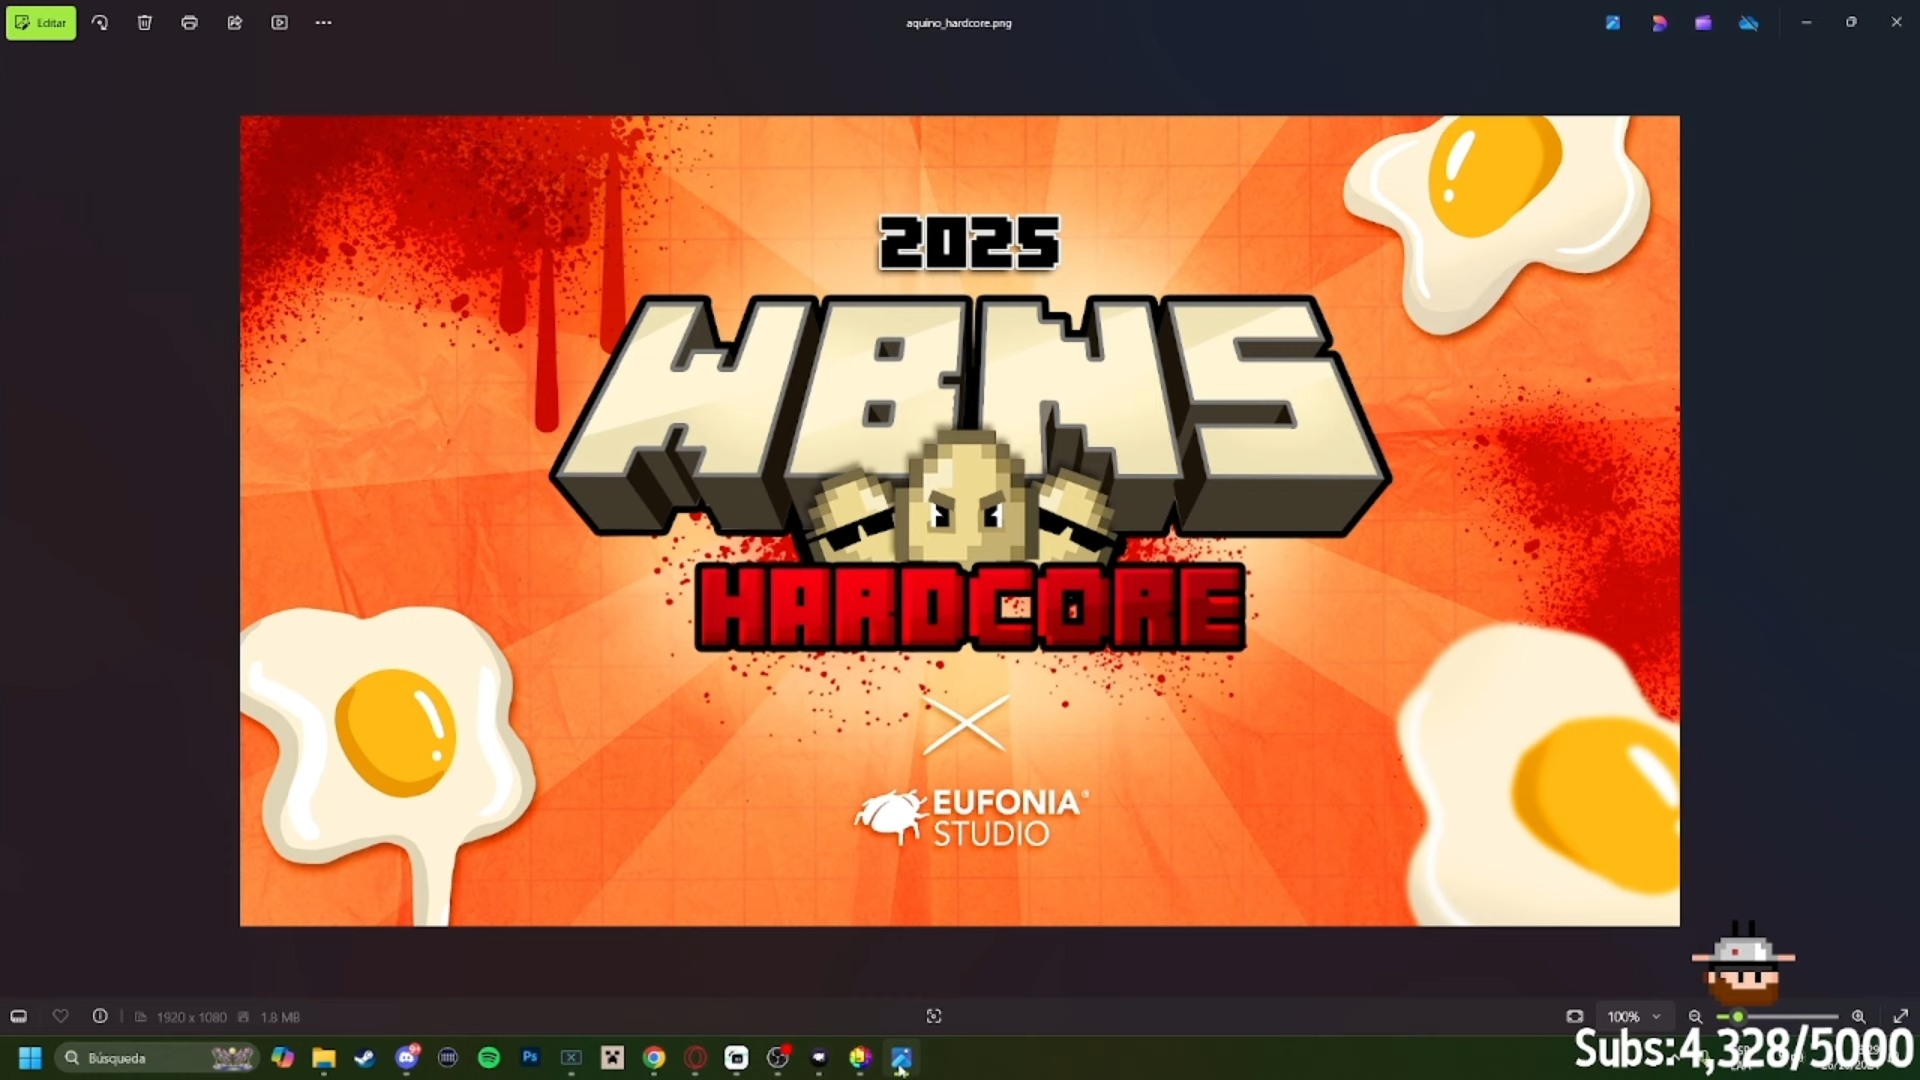 Editar
aquino_hardcore.png
2025
WBNS
HARDCORE
EUFONIA®
STUDIO
1920 x 1080
1.8 MB
100%
Búsqueda
Ps
Subs:4,328/5000